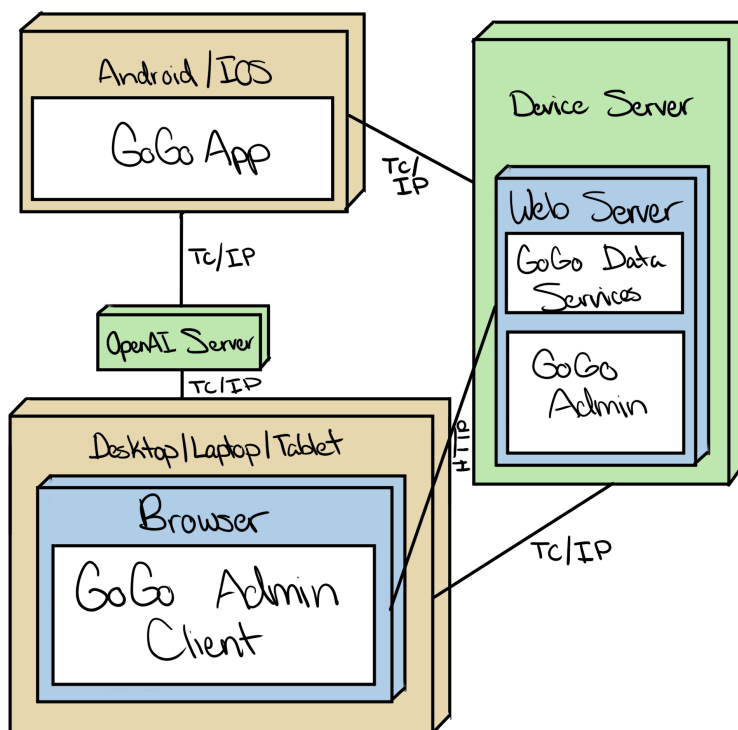 Android/IOS
GoGo App
Tc/
IP
Device Server
Web Server
GoGo Data
Services
GoGo
Admin
Tc/IP
OpenAI Server
Tc/IP
Desktop/Laptop/Tablet
Browser
GoGo Admin
Client
HTTP
Tc/IP